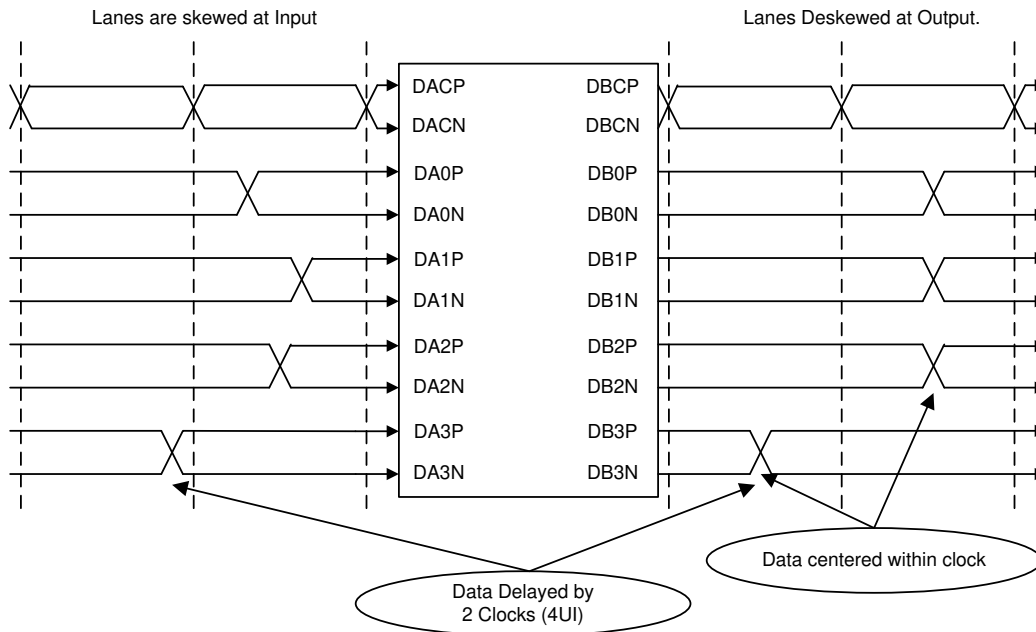 Lanes are skewed at Input
Lanes Deskewed at Output.
DACP
DBCP
DACN
DBCN
DA0P
DB0P
DA0N
DB0N
DA1P
DB1P
DA1N
DB1N
DA2P
DB2P
DA2N
DB2N
DA3P
DB3P
DA3N
DB3N
Data centered within clock
Data Delayed by
2 Clocks (4UI)